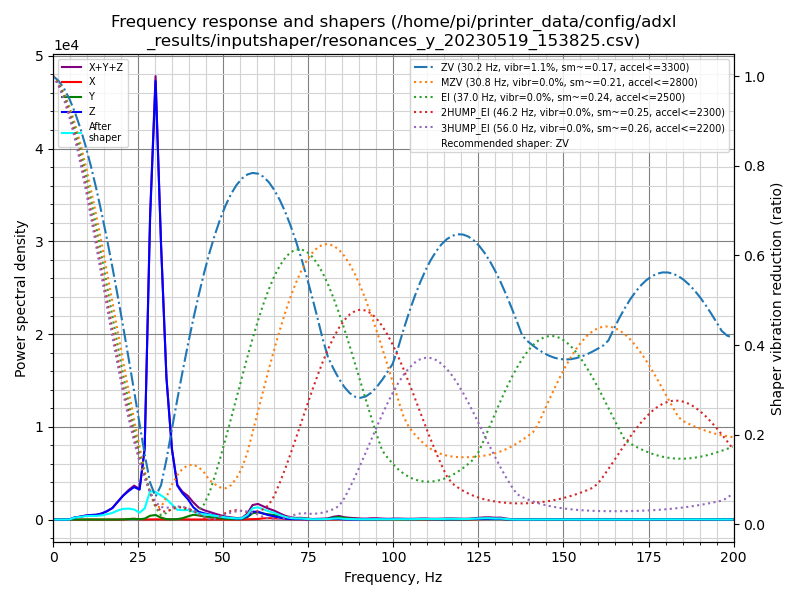 Frequency response and shapers (/home/pi/printer_data/config/adxl
_results/inputshaper/resonances_y_20230519_153825.csv)
1e4
X+Y+Z
X
Y
Z
After
shaper
ZV (30.2 Hz, vibr=1.1%, sm~=0.17, accel<=3300)
MZV (30.8 Hz, vibr=0.0%, sm~=0.21, accel<=2800)
EI (37.0 Hz, vibr=0.0%, sm~=0.24, accel<=2500)
2HUMP_EI (46.2 Hz, vibr=0.0%, sm~=0.25, accel<=2300)
3HUMP_EI (56.0 Hz, vibr=0.0%, sm~=0.26, accel<=2200)
Recommended shaper: ZV
Power spectral density
5
4
3
2
1
0
1.0
0.8
0.6
0.4
0.2
0.0
Shaper vibration reduction (ratio)
0 25 50 75 100 125 150 175 200
Frequency, Hz